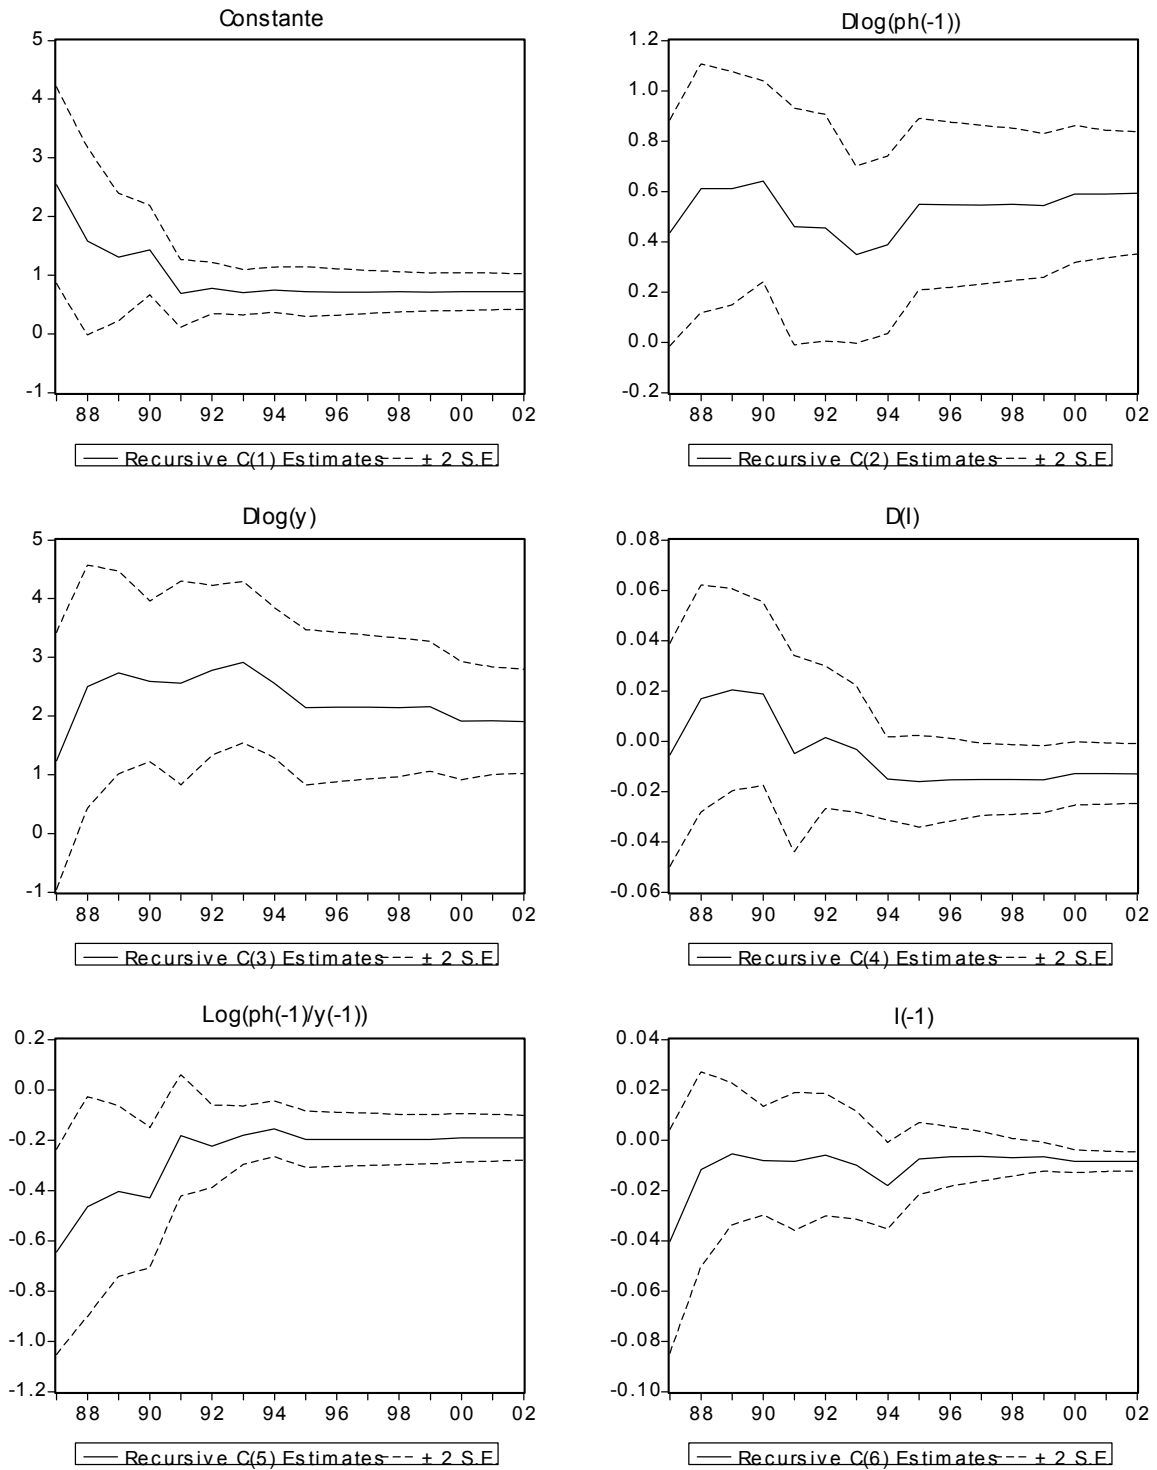 Constante
5
4
3
2
1
0
-1
88 90 92 94 96 98 00 02
Recursive C(1) Estimates ± 2 S.E.
Dlog(ph(-1))
1.2
1.0
0.8
0.6
0.4
0.2
0.0
-0.2
88 90 92 94 96 98 00 02
Recursive C(2) Estimates ± 2 S.E.
Dlog(y)
5
4
3
2
1
0
-1
88 90 92 94 96 98 00 02
Recursive C(3) Estimates ± 2 S.E.
D(l)
0.08
0.06
0.04
0.02
0.00
-0.02
-0.04
-0.06
88 90 92 94 96 98 00 02
Recursive C(4) Estimates ± 2 S.E.
Log(ph(-1)/y(-1))
0.2
0.0
-0.2
-0.4
-0.6
-0.8
-1.0
-1.2
88 90 92 94 96 98 00 02
Recursive C(5) Estimates ± 2 S.E.
l(-1)
0.04
0.02
0.00
-0.02
-0.04
-0.06
-0.08
-0.10
88 90 92 94 96 98 00 02
Recursive C(6) Estimates ± 2 S.E.